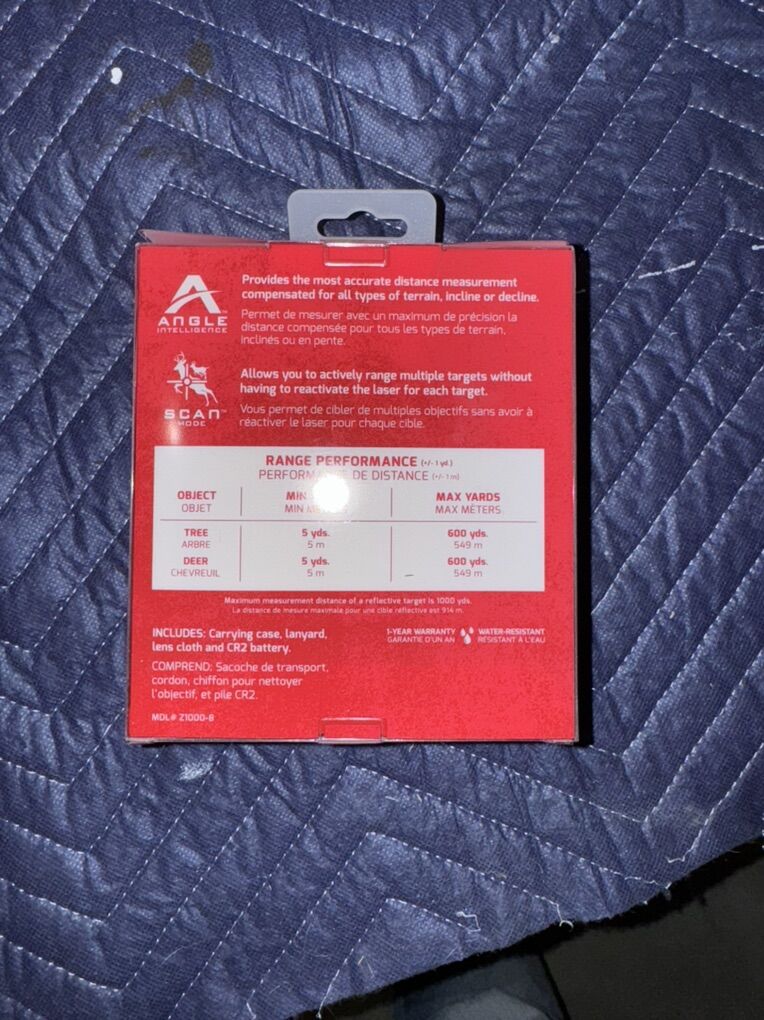 ANGLE™
INTELLIGENCE
Provides the most accurate distance measurement
compensated for all types of terrain, incline or decline.
Permet de mesurer avec un maximum de précision la
distance compensée pour tous les types de terrain,
inclinés ou en pente.
SCAN™
MODE
Allows you to actively range multiple targets without
having to reactivate the laser for each target.
Vous permet de cibler de multiples objectifs sans avoir à
réactiver le laser pour chaque cible.
RANGE PERFORMANCE (+/- 1 yd.)
DE DISTANCE (+/- 1 m)
OBJECT MIN MAX YARDS
OBJET MIN MAX MÈTERS
TREE 5 yds. 600 yds.
ARBRE 5 m 549 m
DEER 5 yds. 600 yds.
CHEVREUIL 5 m 549 m
Maximum measurement distance of a reflective target is 1000 yds.
La distance de mesure maximale pour une cible réflective est 914 m.
INCLUDES: Carrying case, lanyard,
lens cloth and CR2 battery.
COMPREND: Sacoche de transport,
cordon, chiffon pour nettoyer
l'objectif, et pile CR2.
1-YEAR WARRANTY
GARANTIE D'UN AN
WATER-RESISTANT
RÉSISTANT À L'EAU
MDL# Z1000-8